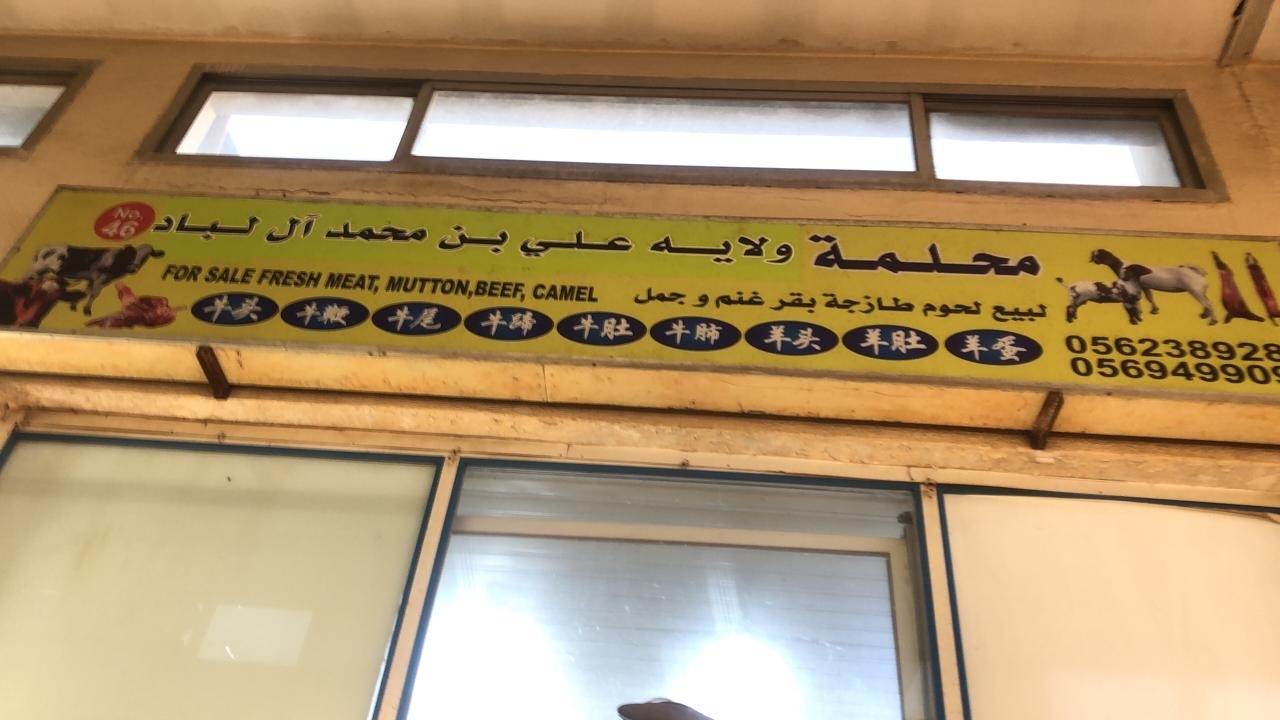 No. 46
محلمة ولايه علي بن محمد آل لباد
FOR SALE FRESH MEAT, MUTTON,BEEF, CAMEL
لبيع لحوم طازجة بقر غنم و جمل
牛头 牛鞭 牛尾 牛蹄 牛肚 牛肺 羊头 羊肚 羊蛋
056238928
056949909